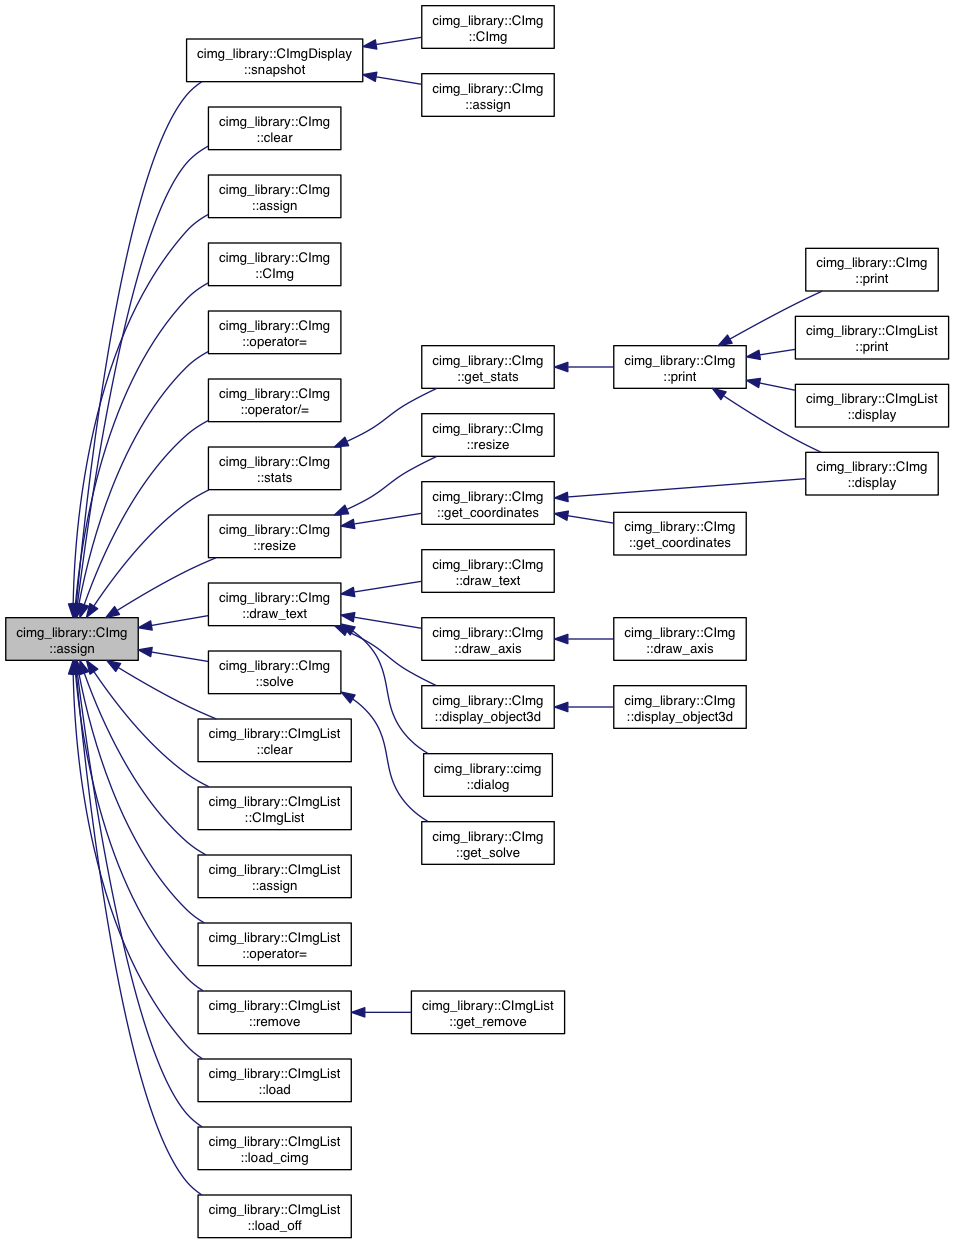 cimg_library::CImg
::assign
cimg_library::CImgDisplay
::snapshot
cimg_library::CImg
::clear
cimg_library::CImg
::assign
cimg_library::CImg
::CImg
cimg_library::CImg
::operator=
cimg_library::CImg
::operator/=
cimg_library::CImg
::stats
cimg_library::CImg
::resize
cimg_library::CImg
::draw_text
cimg_library::CImg
::solve
cimg_library::CImgList
::clear
cimg_library::CImgList
::CImgList
cimg_library::CImgList
::assign
cimg_library::CImgList
::operator=
cimg_library::CImgList
::remove
cimg_library::CImgList
::load
cimg_library::CImgList
::load_cimg
cimg_library::CImgList
::load_off
cimg_library::CImg
::CImg
cimg_library::CImg
::assign
cimg_library::CImg
::get_stats
cimg_library::CImg
::resize
cimg_library::CImg
::get_coordinates
cimg_library::CImg
::draw_text
cimg_library::CImg
::draw_axis
cimg_library::CImg
::display_object3d
cimg_library::cimg
::dialog
cimg_library::CImg
::get_solve
cimg_library::CImgList
::get_remove
cimg_library::CImg
::print
cimg_library::CImg
::get_coordinates
cimg_library::CImg
::draw_axis
cimg_library::CImg
::display_object3d
cimg_library::CImg
::print
cimg_library::CImgList
::print
cimg_library::CImgList
::display
cimg_library::CImg
::display